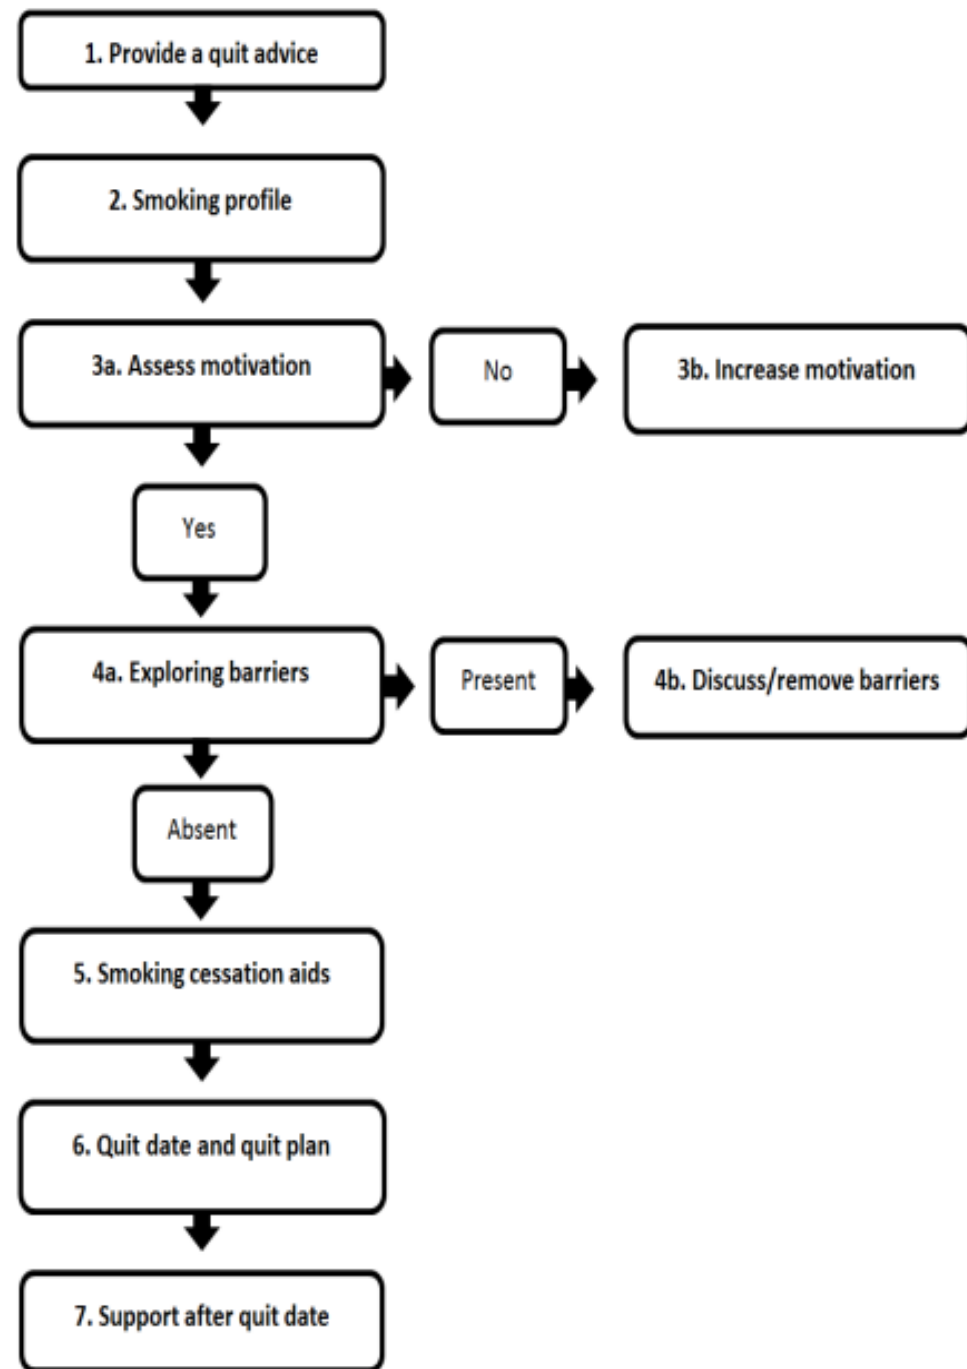 1. Provide a quit advice
2. Smoking profile
3a. Assess motivation
No
3b. Increase motivation
Yes
4a. Exploring barriers
Present
4b. Discuss/remove barriers
Absent
5. Smoking cessation aids
6. Quit date and quit plan
7. Support after quit date